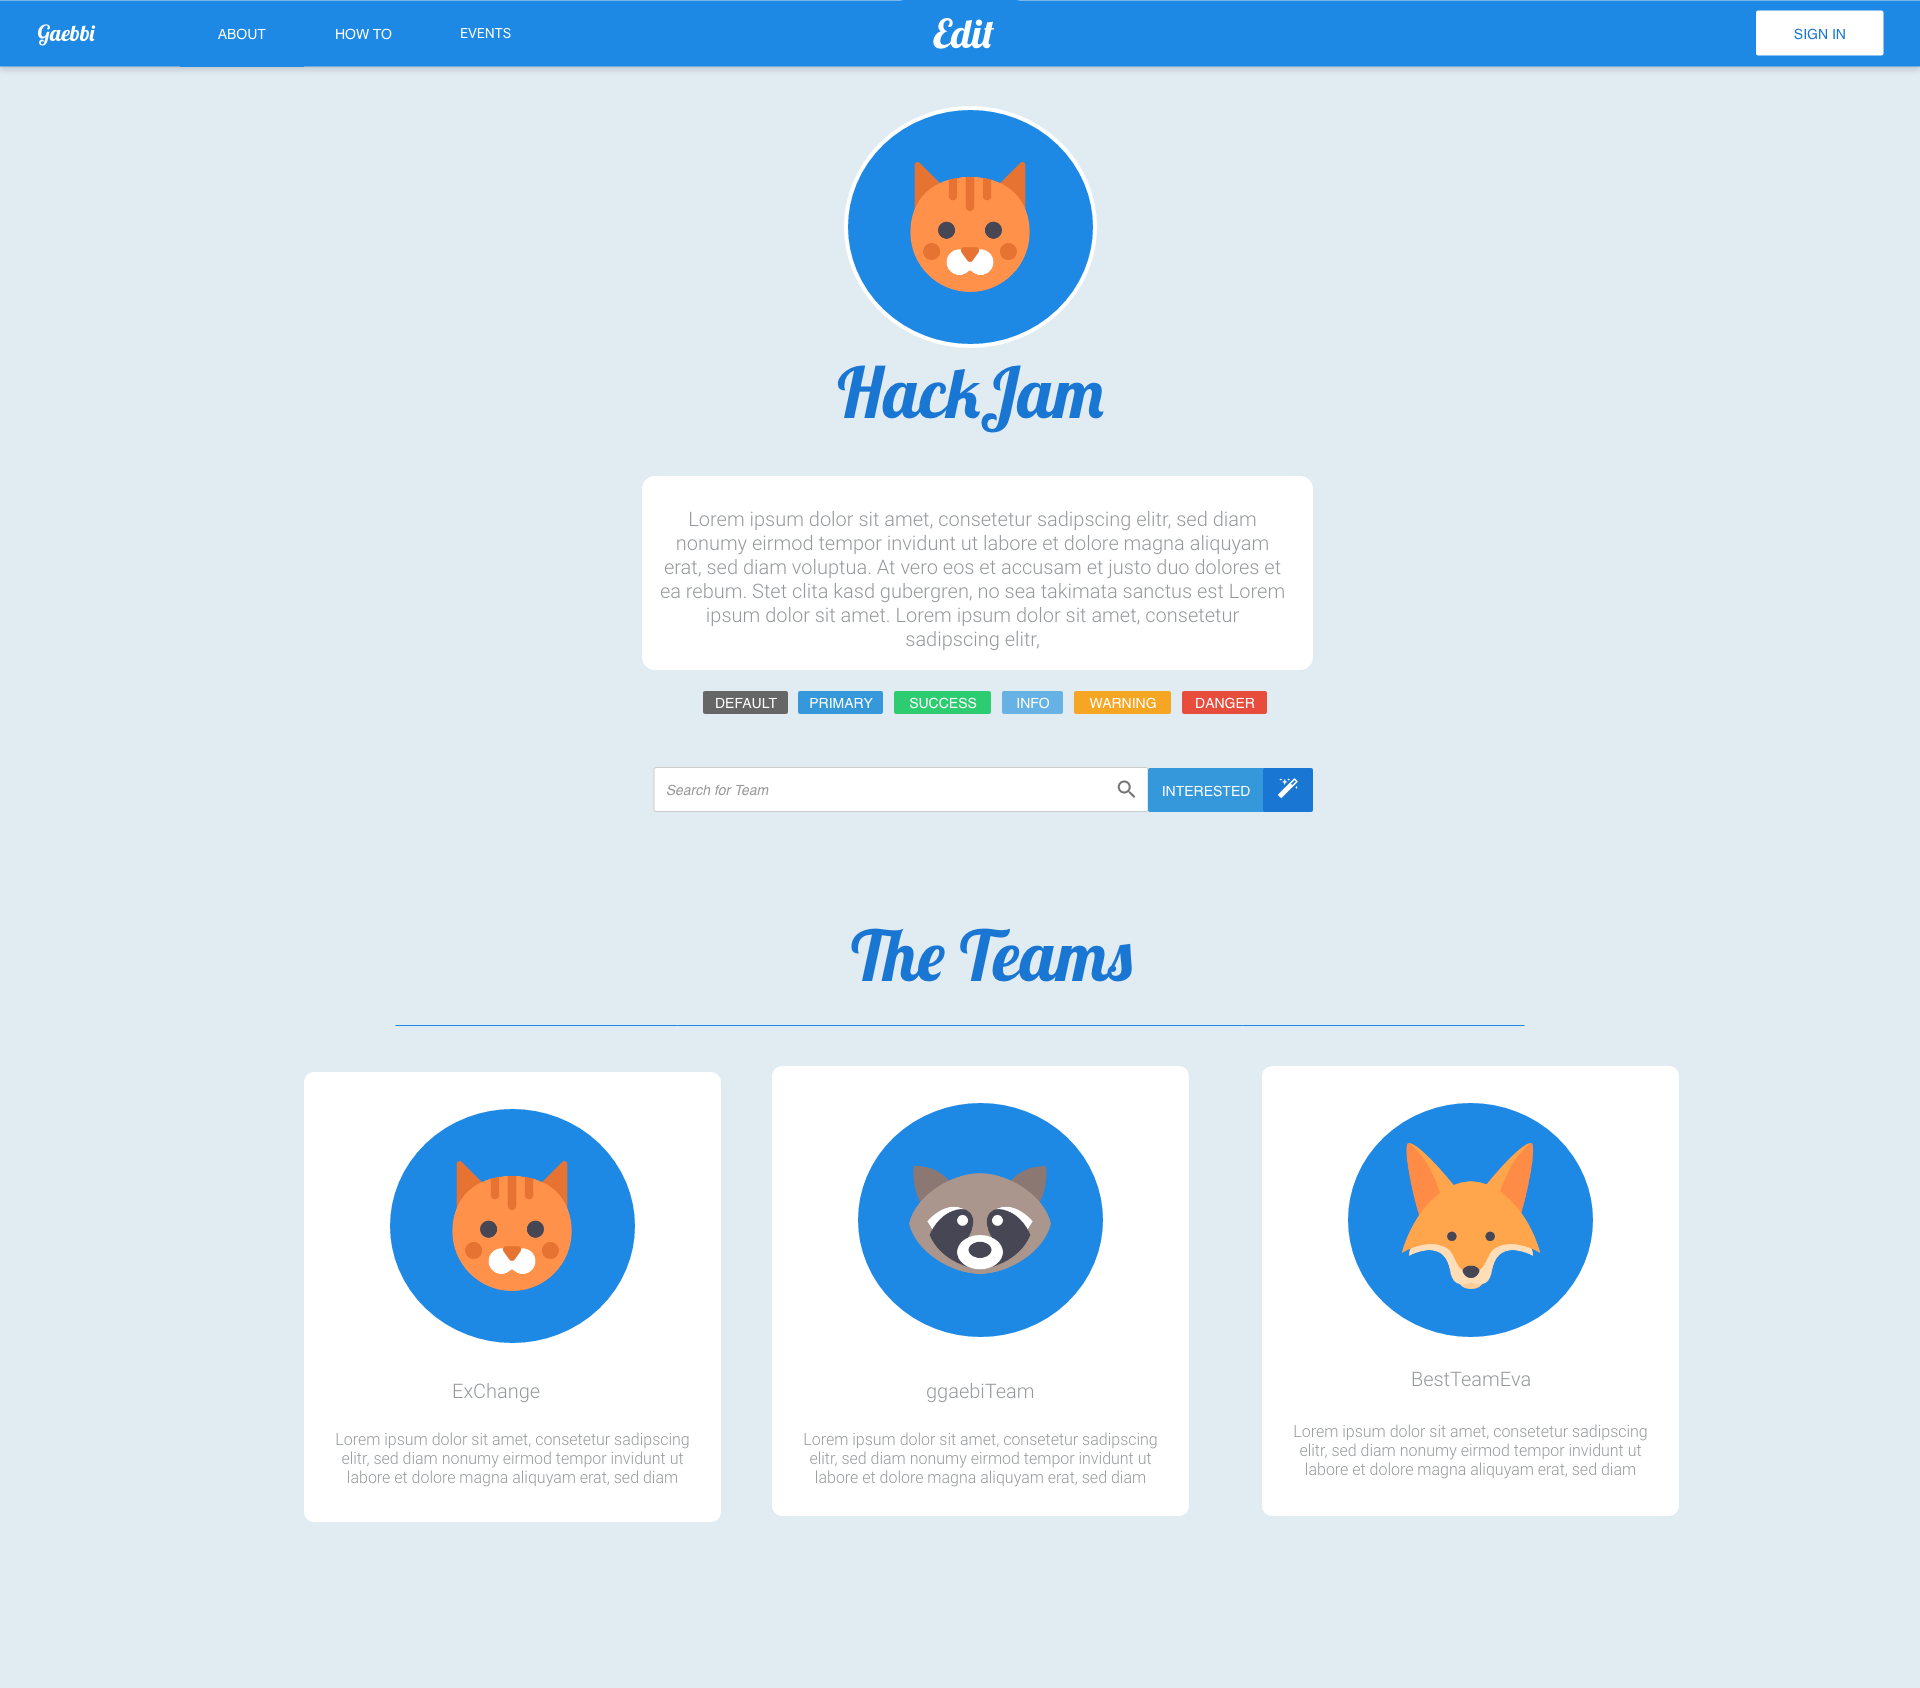 Gaebbi
ABOUT
HOW TO
EVENTS
Edit
SIGN IN
HackJam
Lorem ipsum dolor sit amet, consetetur sadipscing elitr, sed diam
nonumy eirmod tempor invidunt ut labore et dolore magna aliquyam
erat, sed diam voluptua. At vero eos et accusam et justo duo dolores et
ea rebum. Stet clita kasd gubergren, no sea takimata sanctus est Lorem
ipsum dolor sit amet. Lorem ipsum dolor sit amet, consetetur
sadipscing elitr,
DEFAULT
PRIMARY
SUCCESS
INFO
WARNING
DANGER
Search for Team
INTERESTED
The Teams
ExChange
Lorem ipsum dolor sit amet, consetetur sadipscing
elitr, sed diam nonumy eirmod tempor invidunt ut
labore et dolore magna aliquyam erat, sed diam
ggaebiTeam
Lorem ipsum dolor sit amet, consetetur sadipscing
elitr, sed diam nonumy eirmod tempor invidunt ut
labore et dolore magna aliquyam erat, sed diam
BestTeamEva
Lorem ipsum dolor sit amet, consetetur sadipscing
elitr, sed diam nonumy eirmod tempor invidunt ut
labore et dolore magna aliquyam erat, sed diam